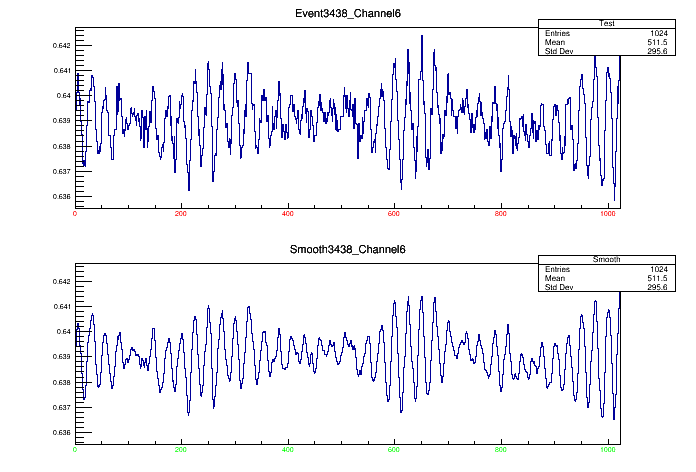 Event3438_Channel6
Test
Entries 1024
Mean 511.5
Std Dev 295.6
0.642
0.641
0.64
0.639
0.638
0.637
0.636
0 200 400 600 800 1000
Smooth3438_Channel6
Smooth
Entries 1024
Mean 511.5
Std Dev 295.6
0.642
0.641
0.64
0.639
0.638
0.637
0.636
0 200 400 600 800 1000